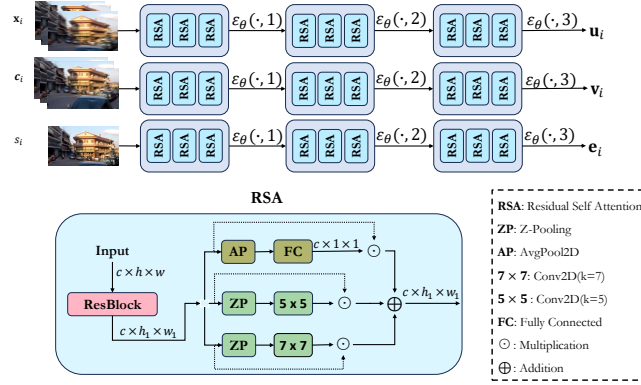 x_i RSA RSA RSA ε_θ(·, 1) RSA RSA RSA ε_θ(·, 2) RSA RSA RSA ε_θ(·, 3) u_i
c_i RSA RSA RSA ε_θ(·, 1) RSA RSA RSA ε_θ(·, 2) RSA RSA RSA ε_θ(·, 3) v_i
s_i RSA RSA RSA ε_θ(·, 1) RSA RSA RSA ε_θ(·, 2) RSA RSA RSA ε_θ(·, 3) e_i
RSA
Input
c × h × w
ResBlock
c × h₁ × w₁
AP FC c × 1 × 1 ⊙
ZP 5 x 5 ⊙ ⊕ c × h₁ × w₁
ZP 7 x 7 ⊙
RSA: Residual Self Attention
ZP: Z-Pooling
AP: AvgPool2D
7 × 7: Conv2D(k=7)
5 × 5: Conv2D(k=5)
FC: Fully Connected
⊙: Multiplication
⊕: Addition